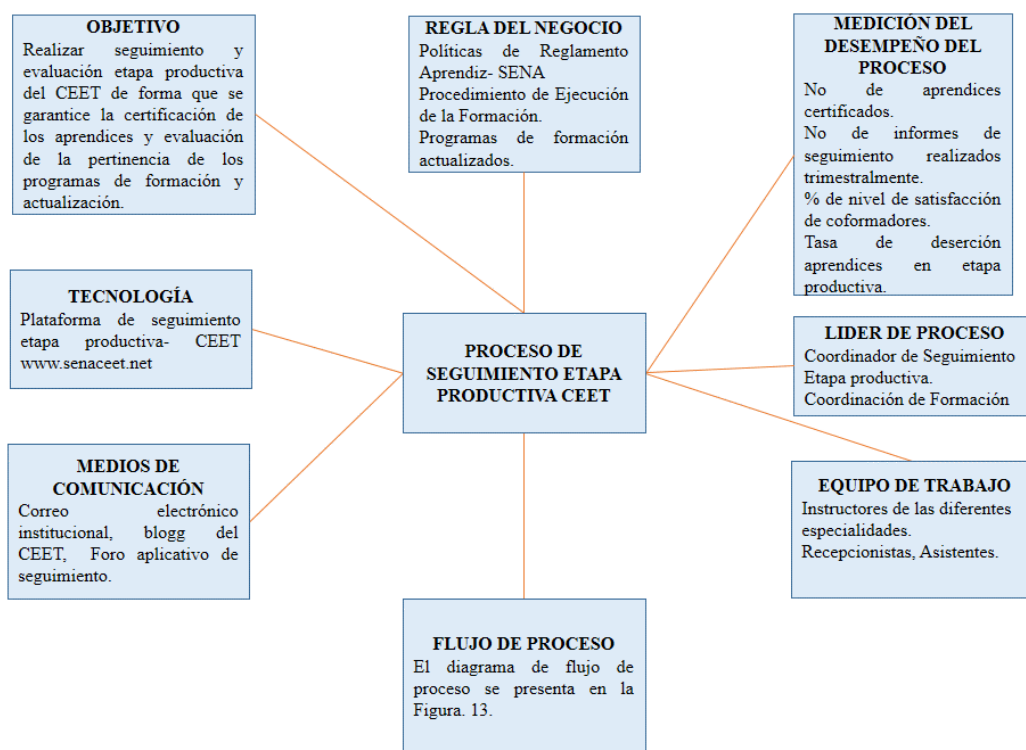 OBJETIVO
Realizar seguimiento y
evaluación etapa productiva
del CEET de forma que se
garantice la certificación de
los aprendices y evaluación
de la pertinencia de los
programas de formación y
actualización.
REGLA DEL NEGOCIO
Políticas de Reglamento
Aprendiz- SENA
Procedimiento de Ejecución
de la Formación.
Programas de formación
actualizados.
MEDICIÓN DEL
DESEMPEÑO DEL
PROCESO
No de aprendices
certificados.
No de informes de
seguimiento realizados
trimestralmente.
% de nivel de satisfacción
de coformadores.
Tasa de deserción
aprendices en etapa
productiva.
TECNOLOGÍA
Plataforma de seguimiento
etapa productiva- CEET
www.senaceet.net
PROCESO DE
SEGUIMIENTO ETAPA
PRODUCTIVA CEET
LIDER DE PROCESO
Coordinador de Seguimiento
Etapa productiva.
Coordinación de Formación
MEDIOS DE
COMUNICACIÓN
Correo electrónico
institucional, blogg del
CEET, Foro aplicativo de
seguimiento.
EQUIPO DE TRABAJO
Instructores de las diferentes
especialidades.
Recepcionistas, Asistentes.
FLUJO DE PROCESO
El diagrama de flujo de
proceso se presenta en la
Figura. 13.